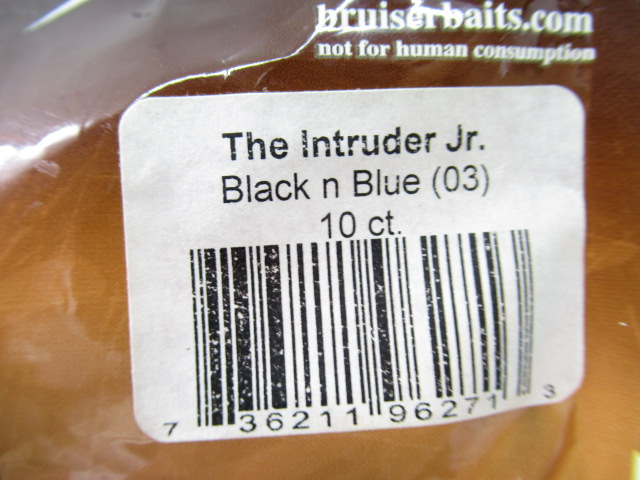 bruiserbaits.com
not for human consumption
The Intruder Jr.
Black n Blue (03)
10 ct.
7 36211 96271 3